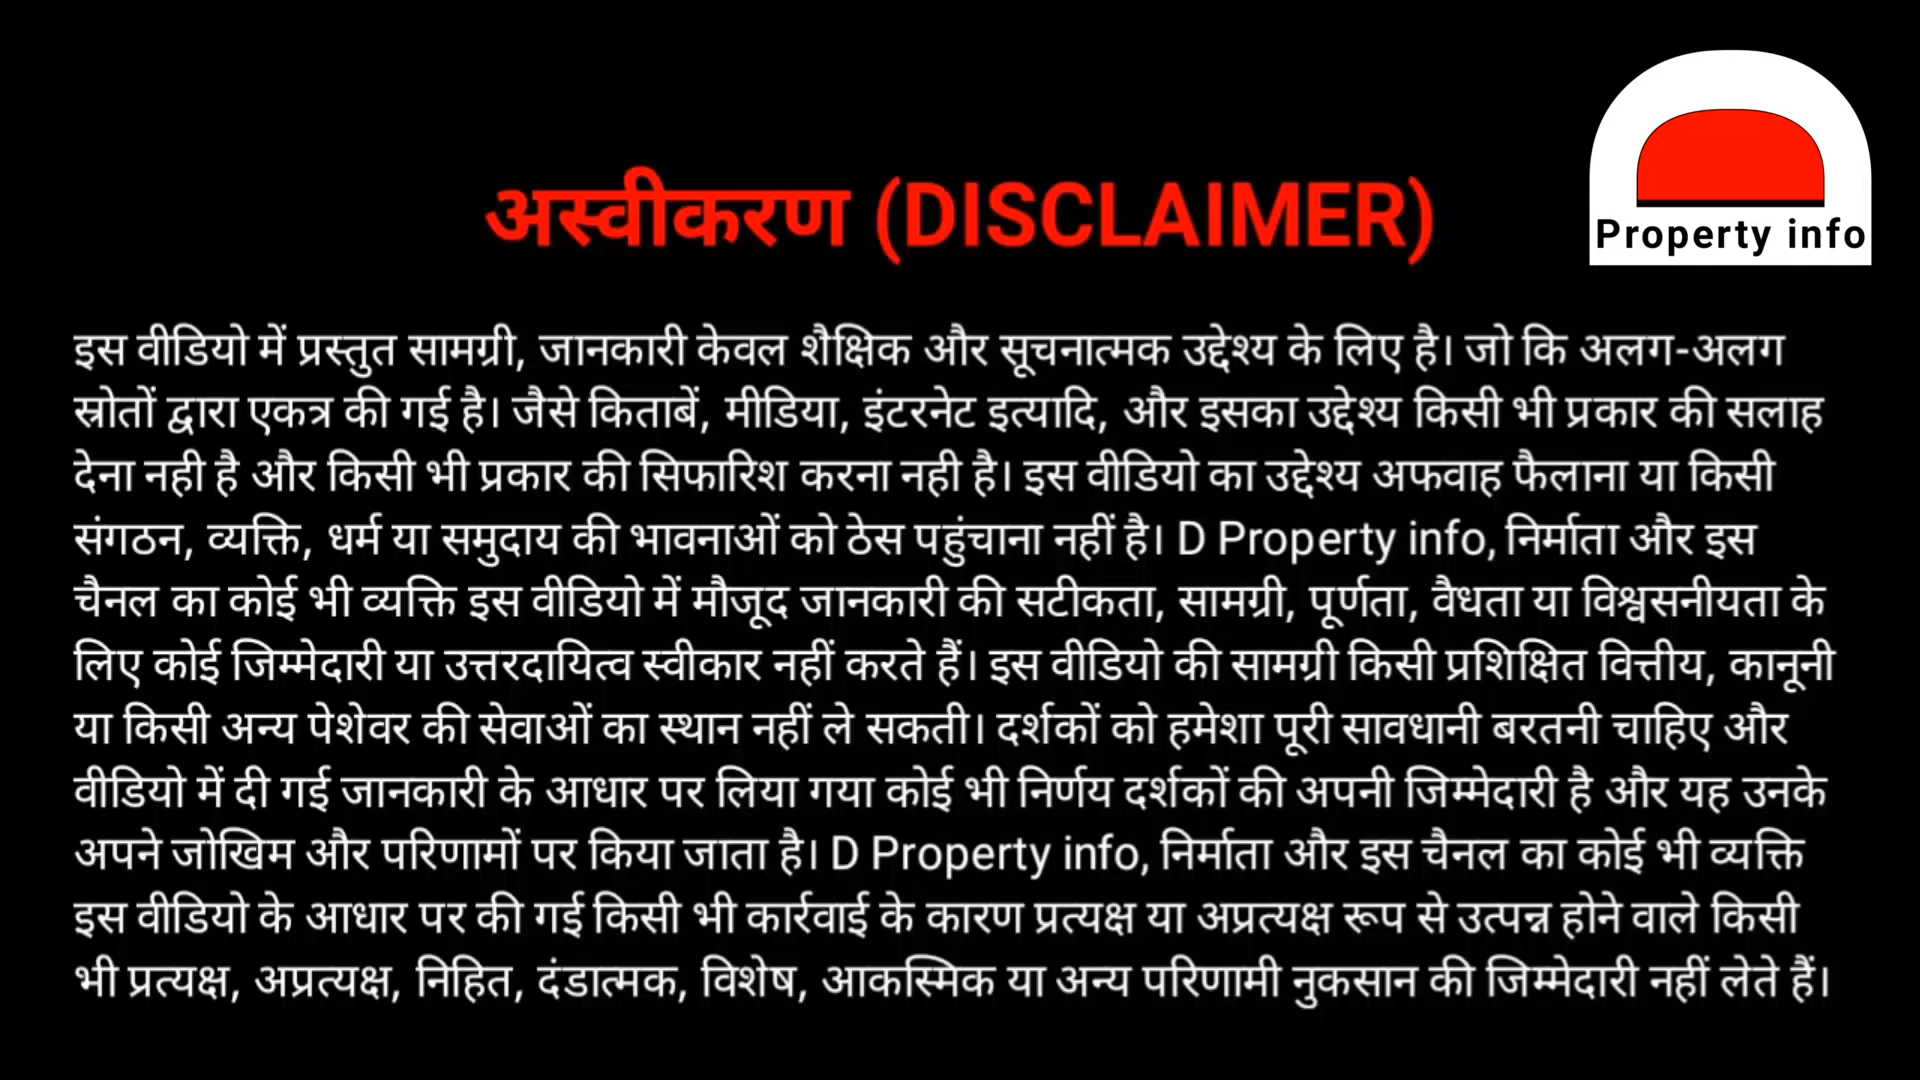 Property info
अस्वीकरण (DISCLAIMER)
इस वीडियो में प्रस्तुत सामग्री, जानकारी केवल शैक्षिक और सूचनात्मक उद्देश्य के लिए है। जो कि अलग-अलग
स्रोतों द्वारा एकत्र की गई है। जैसे किताबें, मीडिया, इंटरनेट इत्यादि, और इसका उद्देश्य किसी भी प्रकार की सलाह
देना नही है और किसी भी प्रकार की सिफारिश करना नही है। इस वीडियो का उद्देश्य अफवाह फैलाना या किसी
संगठन, व्यक्ति, धर्म या समुदाय की भावनाओं को ठेस पहुंचाना नहीं है। D Property info, निर्माता और इस
चैनल का कोई भी व्यक्ति इस वीडियो में मौजूद जानकारी की सटीकता, सामग्री, पूर्णता, वैधता या विश्वसनीयता के
लिए कोई जिम्मेदारी या उत्तरदायित्व स्वीकार नहीं करते हैं। इस वीडियो की सामग्री किसी प्रशिक्षित वित्तीय, कानूनी
या किसी अन्य पेशेवर की सेवाओं का स्थान नहीं ले सकती। दर्शकों को हमेशा पूरी सावधानी बरतनी चाहिए और
वीडियो में दी गई जानकारी के आधार पर लिया गया कोई भी निर्णय दर्शकों की अपनी जिम्मेदारी है और यह उनके
अपने जोखिम और परिणामों पर किया जाता है। D Property info, निर्माता और इस चैनल का कोई भी व्यक्ति
इस वीडियो के आधार पर की गई किसी भी कार्रवाई के कारण प्रत्यक्ष या अप्रत्यक्ष रूप से उत्पन्न होने वाले किसी
भी प्रत्यक्ष, अप्रत्यक्ष, निहित, दंडात्मक, विशेष, आकस्मिक या अन्य परिणामी नुकसान की जिम्मेदारी नहीं लेते हैं।